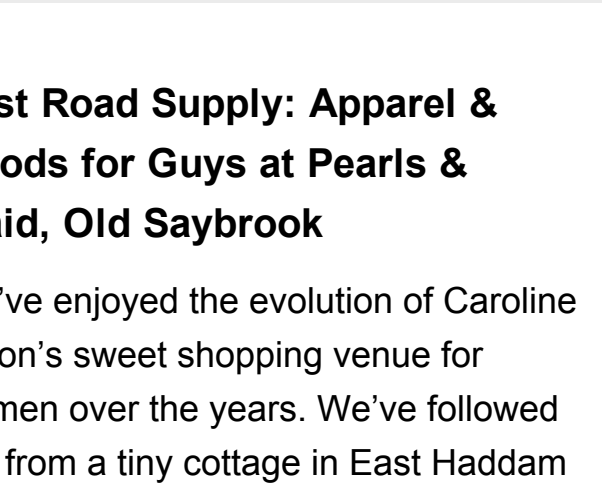 st Road Supply: Apparel &
ods for Guys at Pearls &
id, Old Saybrook
've enjoyed the evolution of Caroline
on's sweet shopping venue for
men over the years. We've followed
from a tiny cottage in East Haddam